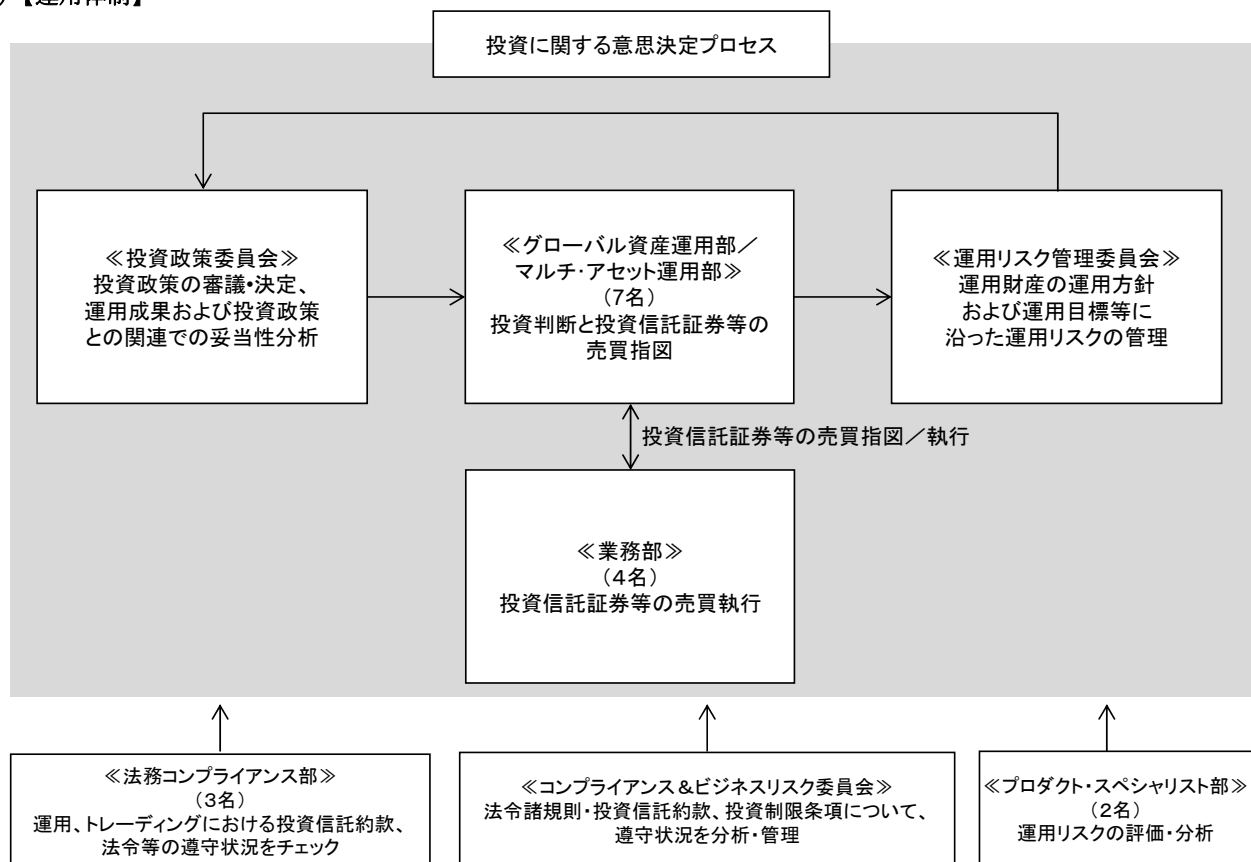 ）【運用体制】
投資に関する意思決定プロセス
≪投資政策委員会≫
投資政策の審議・決定、
運用成果および投資政策
との関連での妥当性分析
≪グローバル資産運用部／
マルチ・アセット運用部≫
（7名）
投資判断と投資信託証券等の
売買指図
≪運用リスク管理委員会≫
運用財産の運用方針
および運用目標等に
沿った運用リスクの管理
投資信託証券等の売買指図／執行
≪業務部≫
（4名）
投資信託証券等の売買執行
≪法務コンプライアンス部≫
（3名）
運用、トレーディングにおける投資信託約款、
法令等の遵守状況をチェック
≪コンプライアンス＆ビジネスリスク委員会≫
法令諸規則・投資信託約款、投資制限条項について、
遵守状況を分析・管理
≪プロダクト・スペシャリスト部≫
（2名）
運用リスクの評価・分析